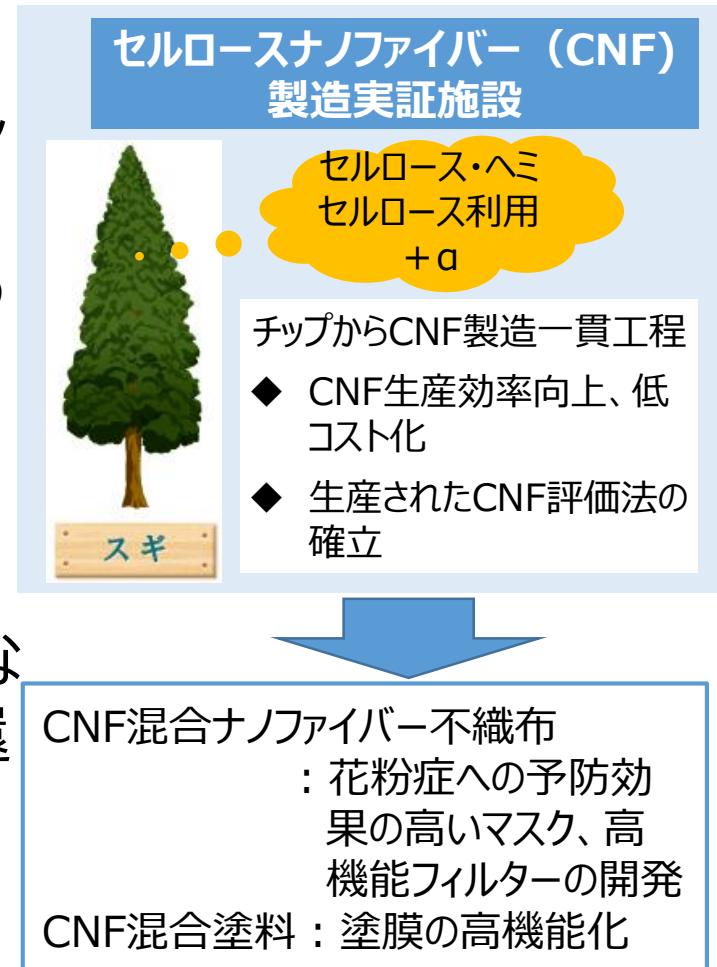 セルロースナノファイバー（CNF)
製造実証施設
セルロース・ヘミ
セルロース利用
＋α
チップからCNF製造一貫工程
◆ CNF生産効率向上、低
コスト化
◆ 生産されたCNF評価法の
確立
スギ
な
CNF混合ナノファイバー不織布
：花粉症への予防効
果の高いマスク、高
機能フィルターの開発
CNF混合塗料：塗膜の高機能化